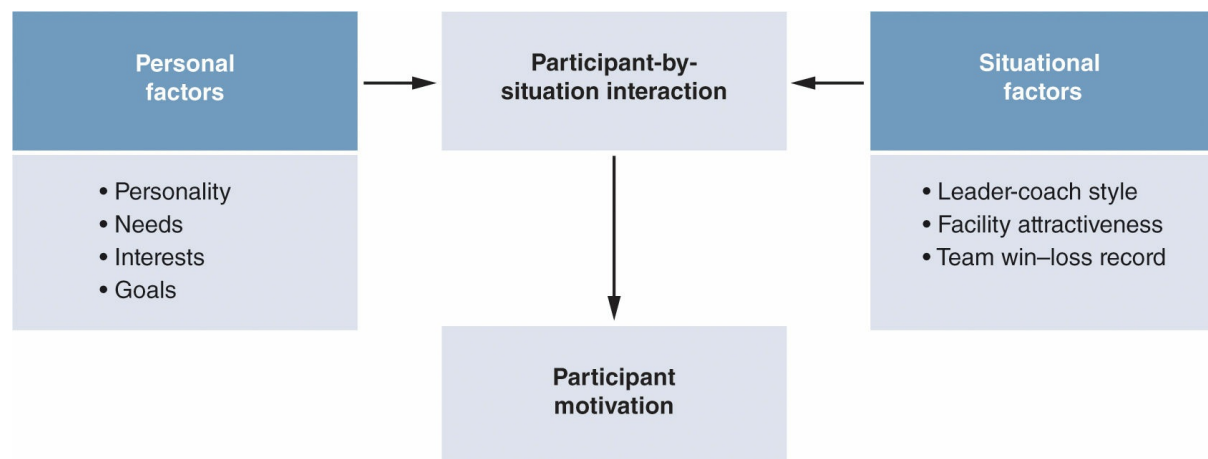 Personal
factors
• Personality
• Needs
• Interests
• Goals
Participant-by-
situation interaction
Situational
factors
• Leader-coach style
• Facility attractiveness
• Team win–loss record
Participant
motivation